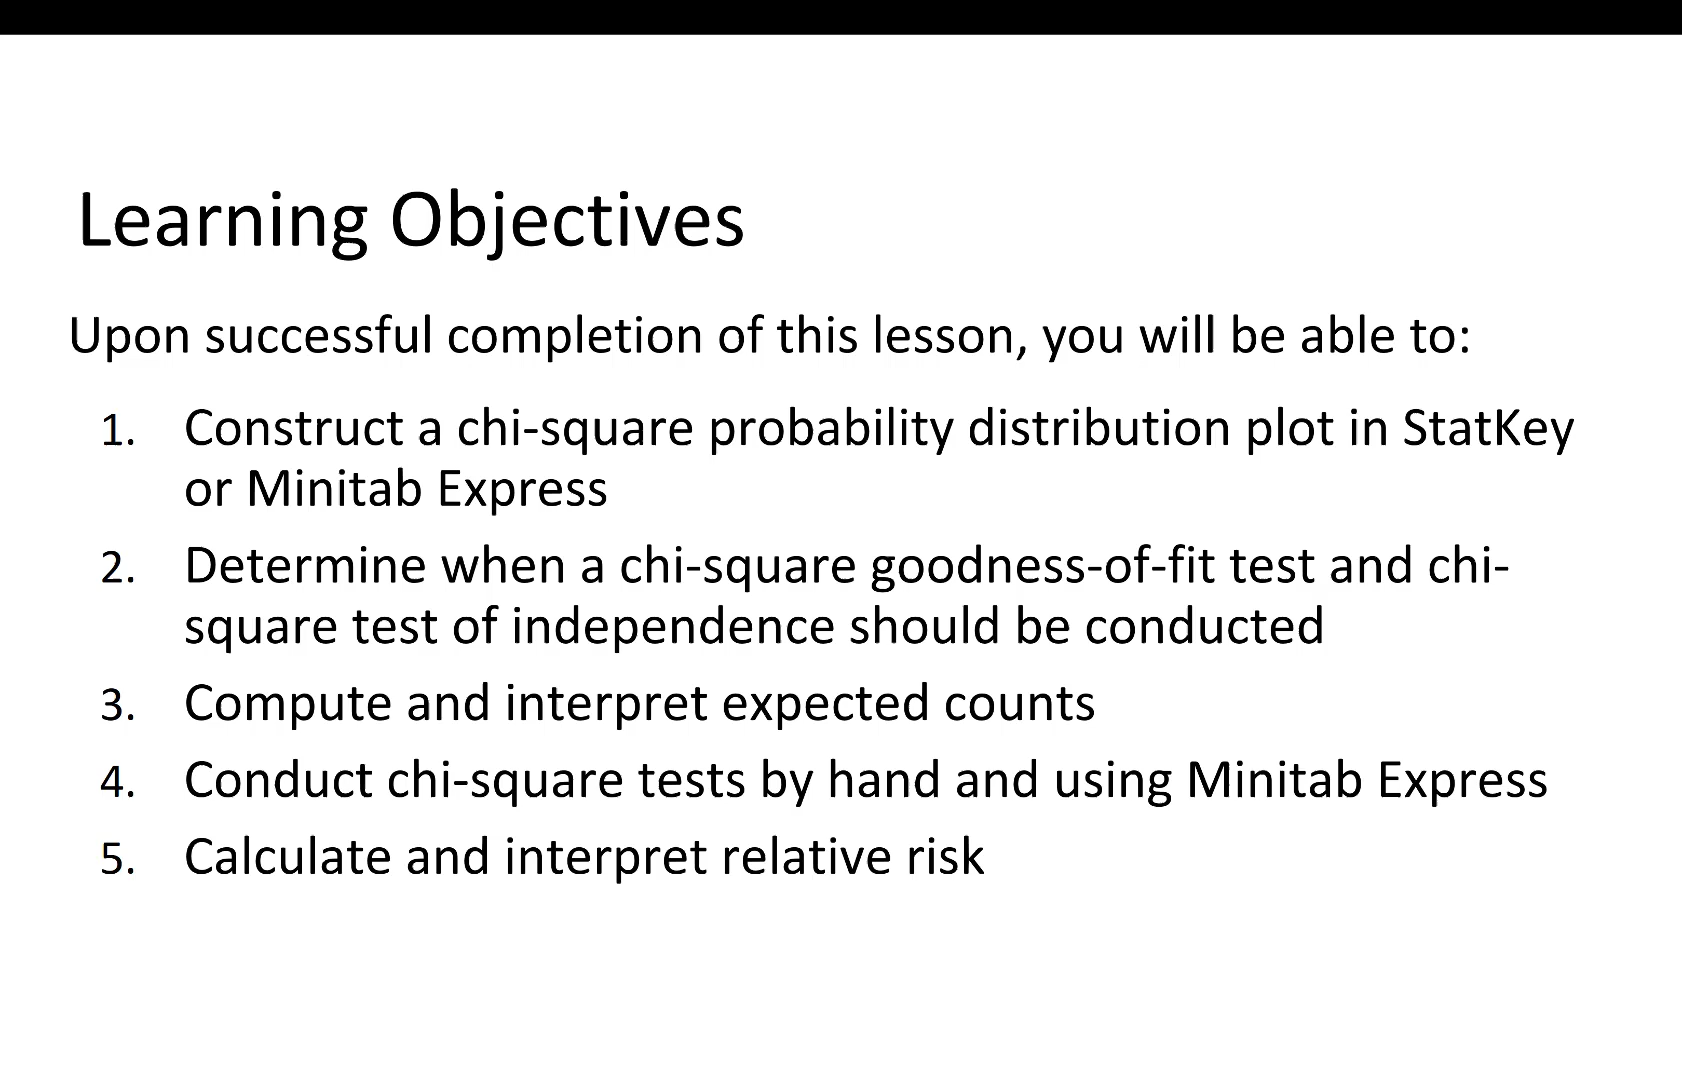 Learning Objectives
Upon successful completion of this lesson, you will be able to:
1. Construct a chi-square probability distribution plot in StatKey
or Minitab Express
2. Determine when a chi-square goodness-of-fit test and chi-
square test of independence should be conducted
3. Compute and interpret expected counts
4. Conduct chi-square tests by hand and using Minitab Express
5. Calculate and interpret relative risk